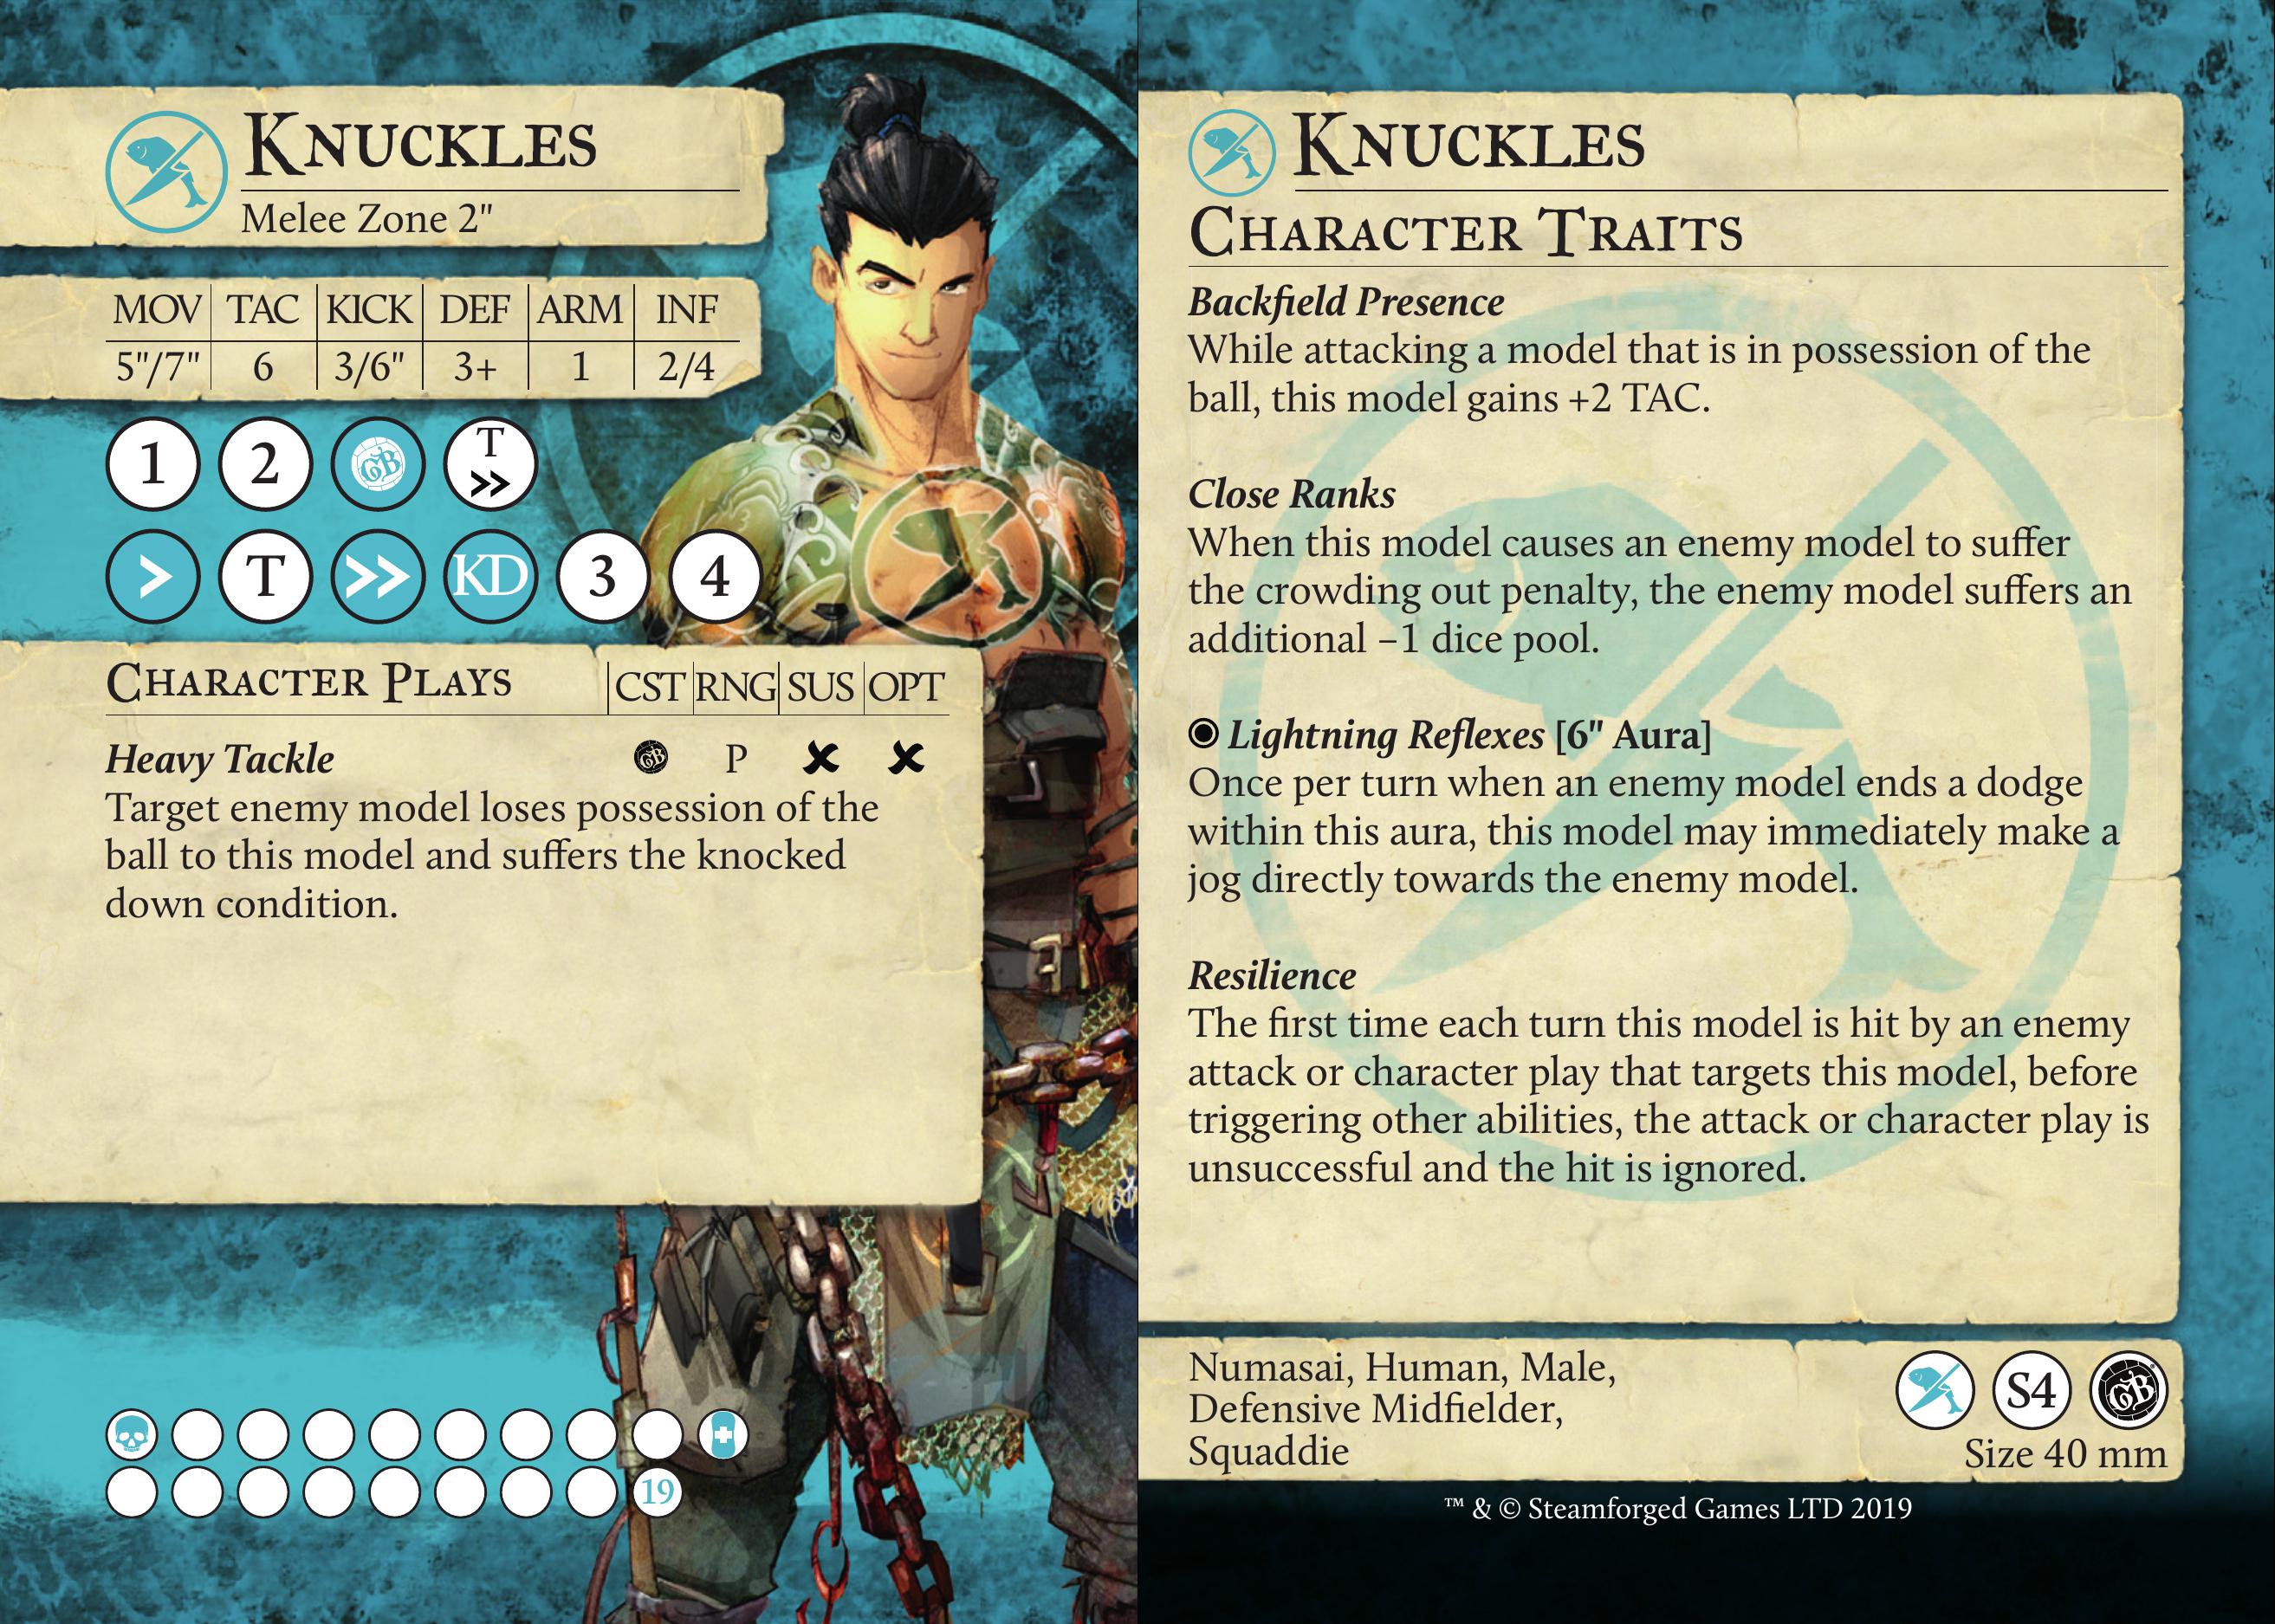 KNUCKLES
Melee Zone 2"
MOV TAC KICK DEF ARM INF
5"/7" 6 3/6" 3+ 1 2/4
1 2 GB T >>
> T >> KD 3 4
CHARACTER PLAYS CST RNG SUS OPT
Heavy Tackle GB P ✘ ✘
Target enemy model loses possession of the
ball to this model and suffers the knocked
down condition.
19
KNUCKLES
CHARACTER TRAITS
Backfield Presence
While attacking a model that is in possession of the
ball, this model gains +2 TAC.
Close Ranks
When this model causes an enemy model to suffer
the crowding out penalty, the enemy model suffers an
additional –1 dice pool.
Lightning Reflexes [6" Aura]
Once per turn when an enemy model ends a dodge
within this aura, this model may immediately make a
jog directly towards the enemy model.
Resilience
The first time each turn this model is hit by an enemy
attack or character play that targets this model, before
triggering other abilities, the attack or character play is
unsuccessful and the hit is ignored.
Numasai, Human, Male,
Defensive Midfielder,
Squaddie
S4 GB
Size 40 mm
™ & © Steamforged Games LTD 2019